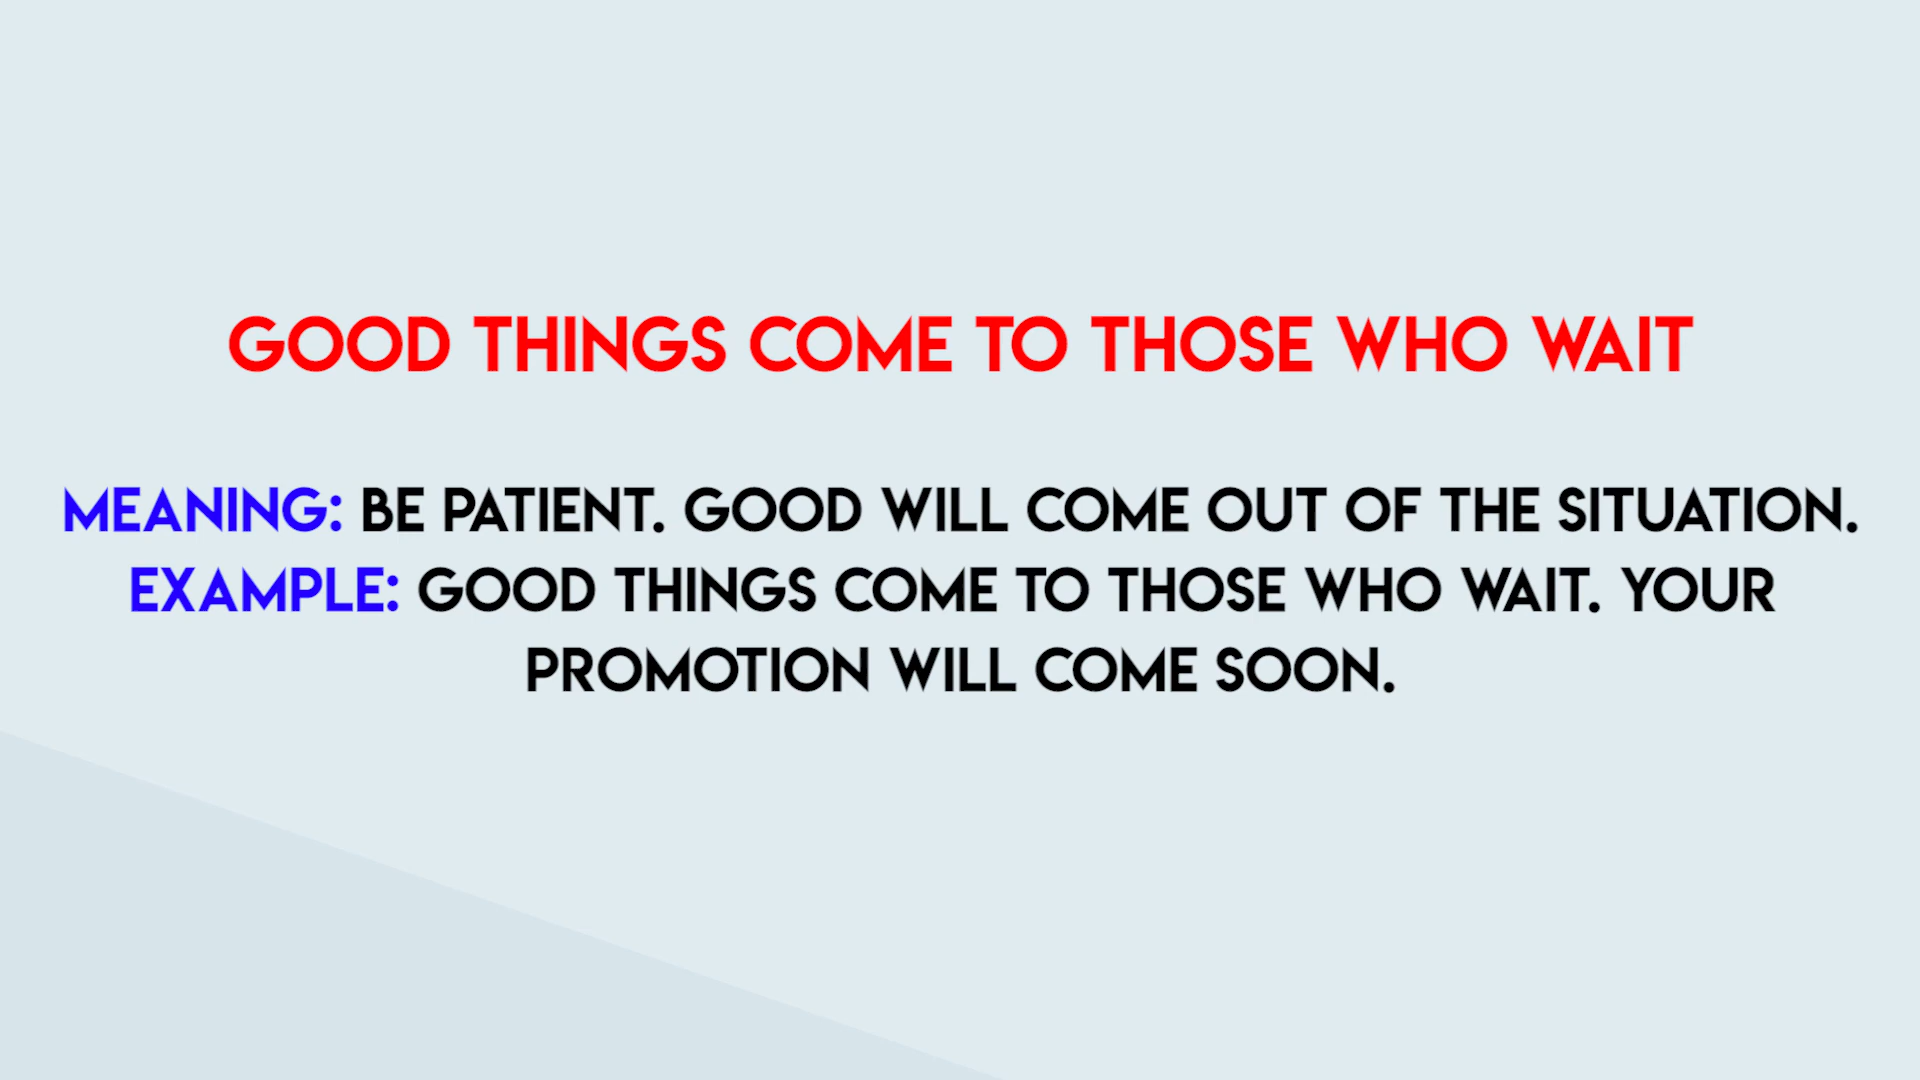 GOOD THINGS COME TO THOSE WHO WAIT
MEANING: BE PATIENT. GOOD WILL COME OUT OF THE SITUATION.
EXAMPLE: GOOD THINGS COME TO THOSE WHO WAIT. YOUR
PROMOTION WILL COME SOON.